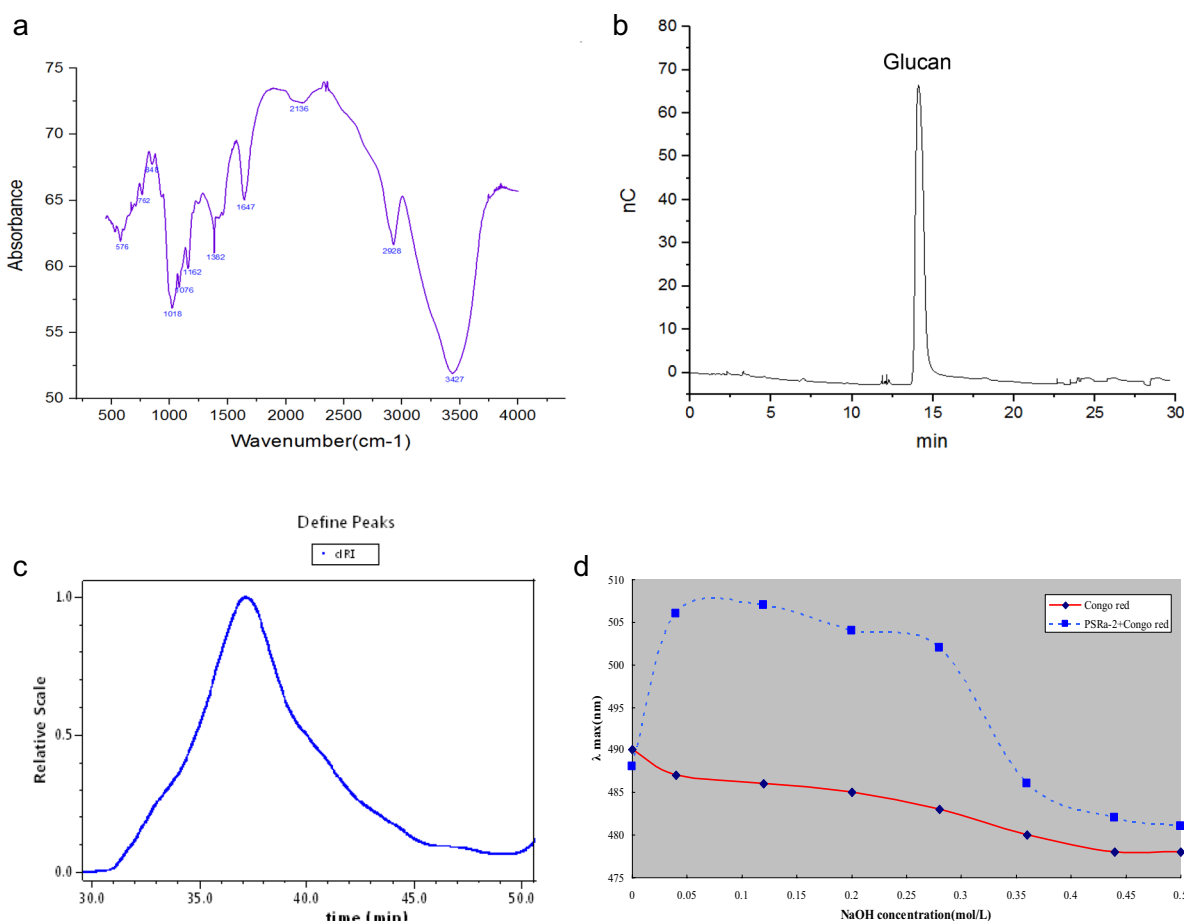 a
75
70
65
60
55
50
Absorbance
576
762
841
1018
1076
1162
1382
1647
2136
2928
3427
500 1000 1500 2000 2500 3000 3500 4000
Wavenumber(cm-1)
b
80
70
60
50
40
30
20
10
0
nC
Glucan
0 5 10 15 20 25 30
min
c
Define Peaks
dRI
1.0
0.5
0.0
Relative Scale
30.0 35.0 40.0 45.0 50.0
time (min)
d
510
505
500
495
490
485
480
475
λ max(nm)
Congo red
PSRa-2+Congo red
0 0.05 0.1 0.15 0.2 0.25 0.3 0.35 0.4 0.45 0.5
NaOH concentration(mol/L)